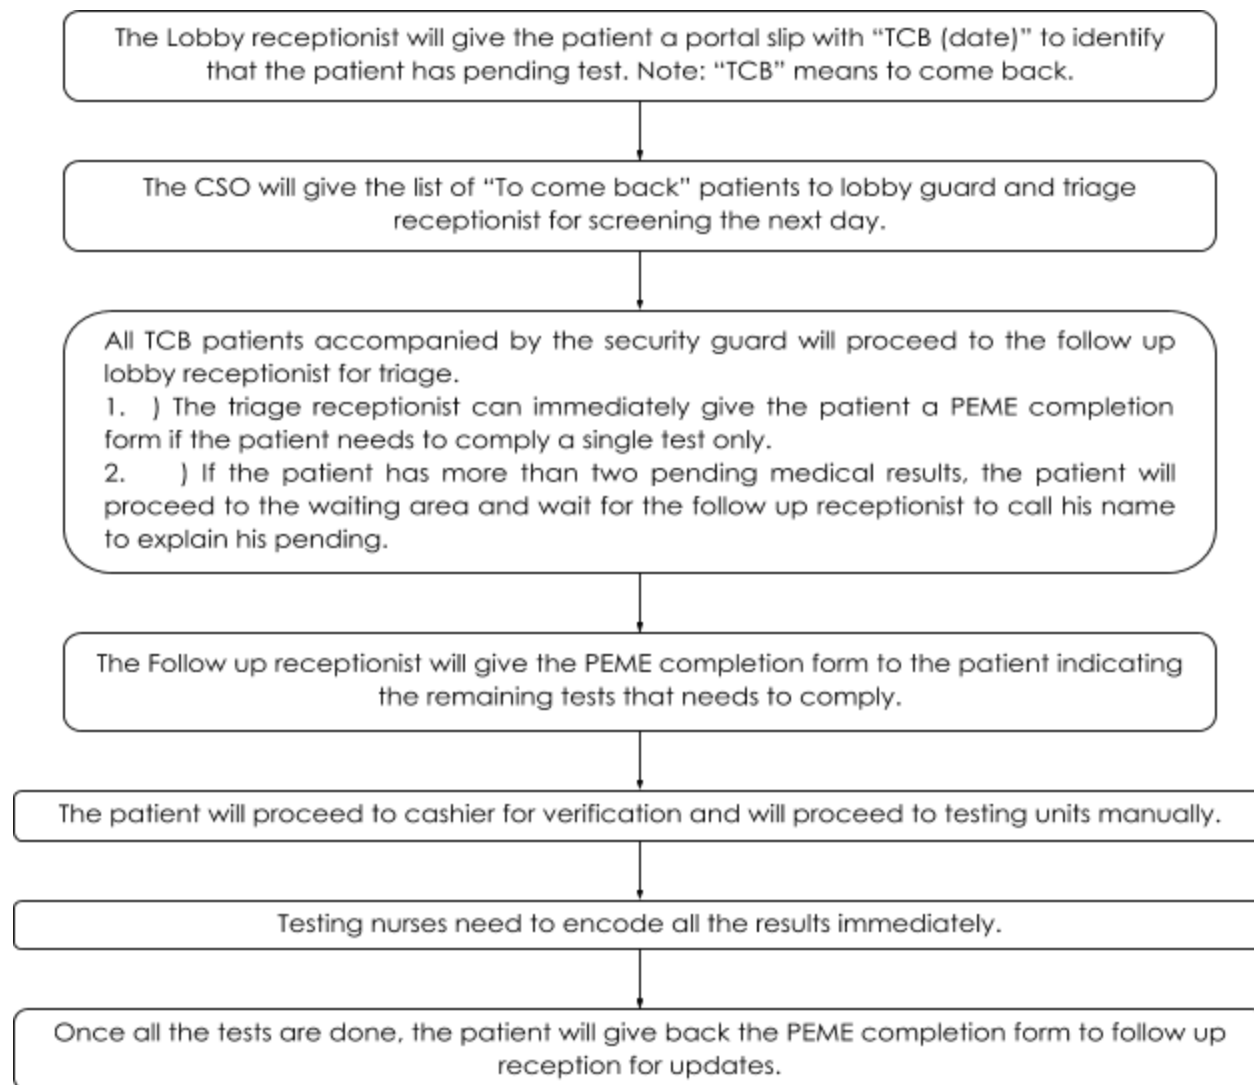 The Lobby receptionist will give the patient a portal slip with “TCB (date)” to identify
that the patient has pending test. Note: “TCB” means to come back.
The CSO will give the list of “To come back” patients to lobby guard and triage
receptionist for screening the next day.
All TCB patients accompanied by the security guard will proceed to the follow up
lobby receptionist for triage.
1. ) The triage receptionist can immediately give the patient a PEME completion
form if the patient needs to comply a single test only.
2. ) If the patient has more than two pending medical results, the patient will
proceed to the waiting area and wait for the follow up receptionist to call his name
to explain his pending.
The Follow up receptionist will give the PEME completion form to the patient indicating
the remaining tests that needs to comply.
The patient will proceed to cashier for verification and will proceed to testing units manually.
Testing nurses need to encode all the results immediately.
Once all the tests are done, the patient will give back the PEME completion form to follow up
reception for updates.